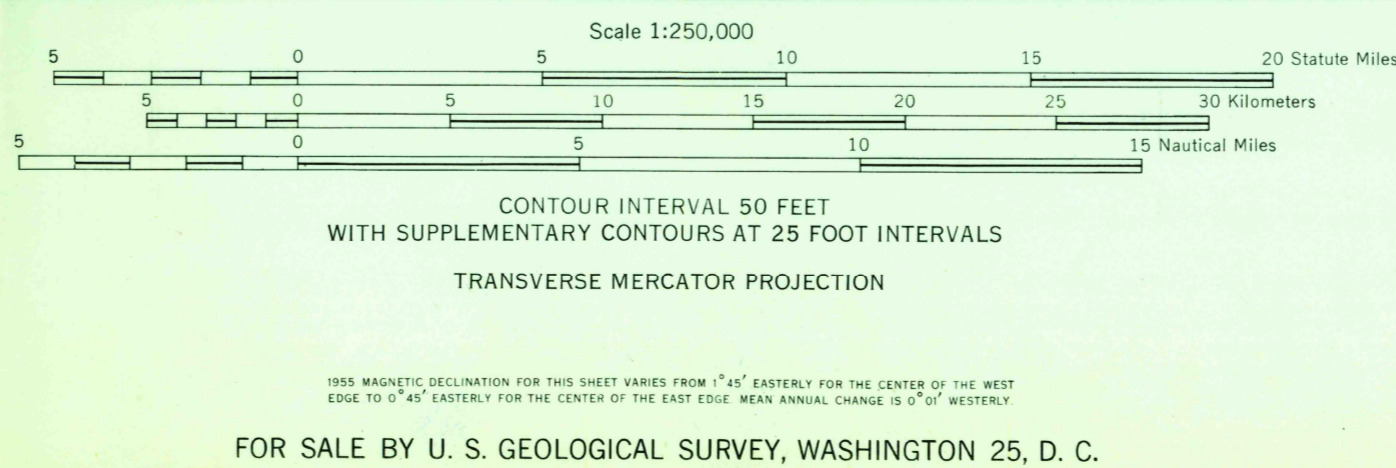 Scale 1:250,000
5 0 5 10 15 20 Statute Miles
5 0 5 10 15 20 25 30 Kilometers
5 0 5 10 15 Nautical Miles
CONTOUR INTERVAL 50 FEET
WITH SUPPLEMENTARY CONTOURS AT 25 FOOT INTERVALS
TRANSVERSE MERCATOR PROJECTION
1955 MAGNETIC DECLINATION FOR THIS SHEET VARIES FROM 1°45′ EASTERLY FOR THE CENTER OF THE WEST
EDGE TO 0°45′ EASTERLY FOR THE CENTER OF THE EAST EDGE. MEAN ANNUAL CHANGE IS 0°01′ WESTERLY.
FOR SALE BY U. S. GEOLOGICAL SURVEY, WASHINGTON 25, D. C.